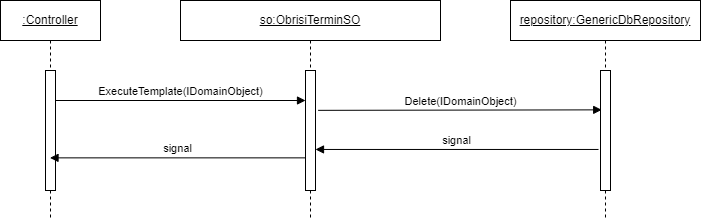 :Controller
so:ObrisiTerminSO
repository:GenericDbRepository
ExecuteTemplate(IDomainObject)
Delete(IDomainObject)
signal
signal